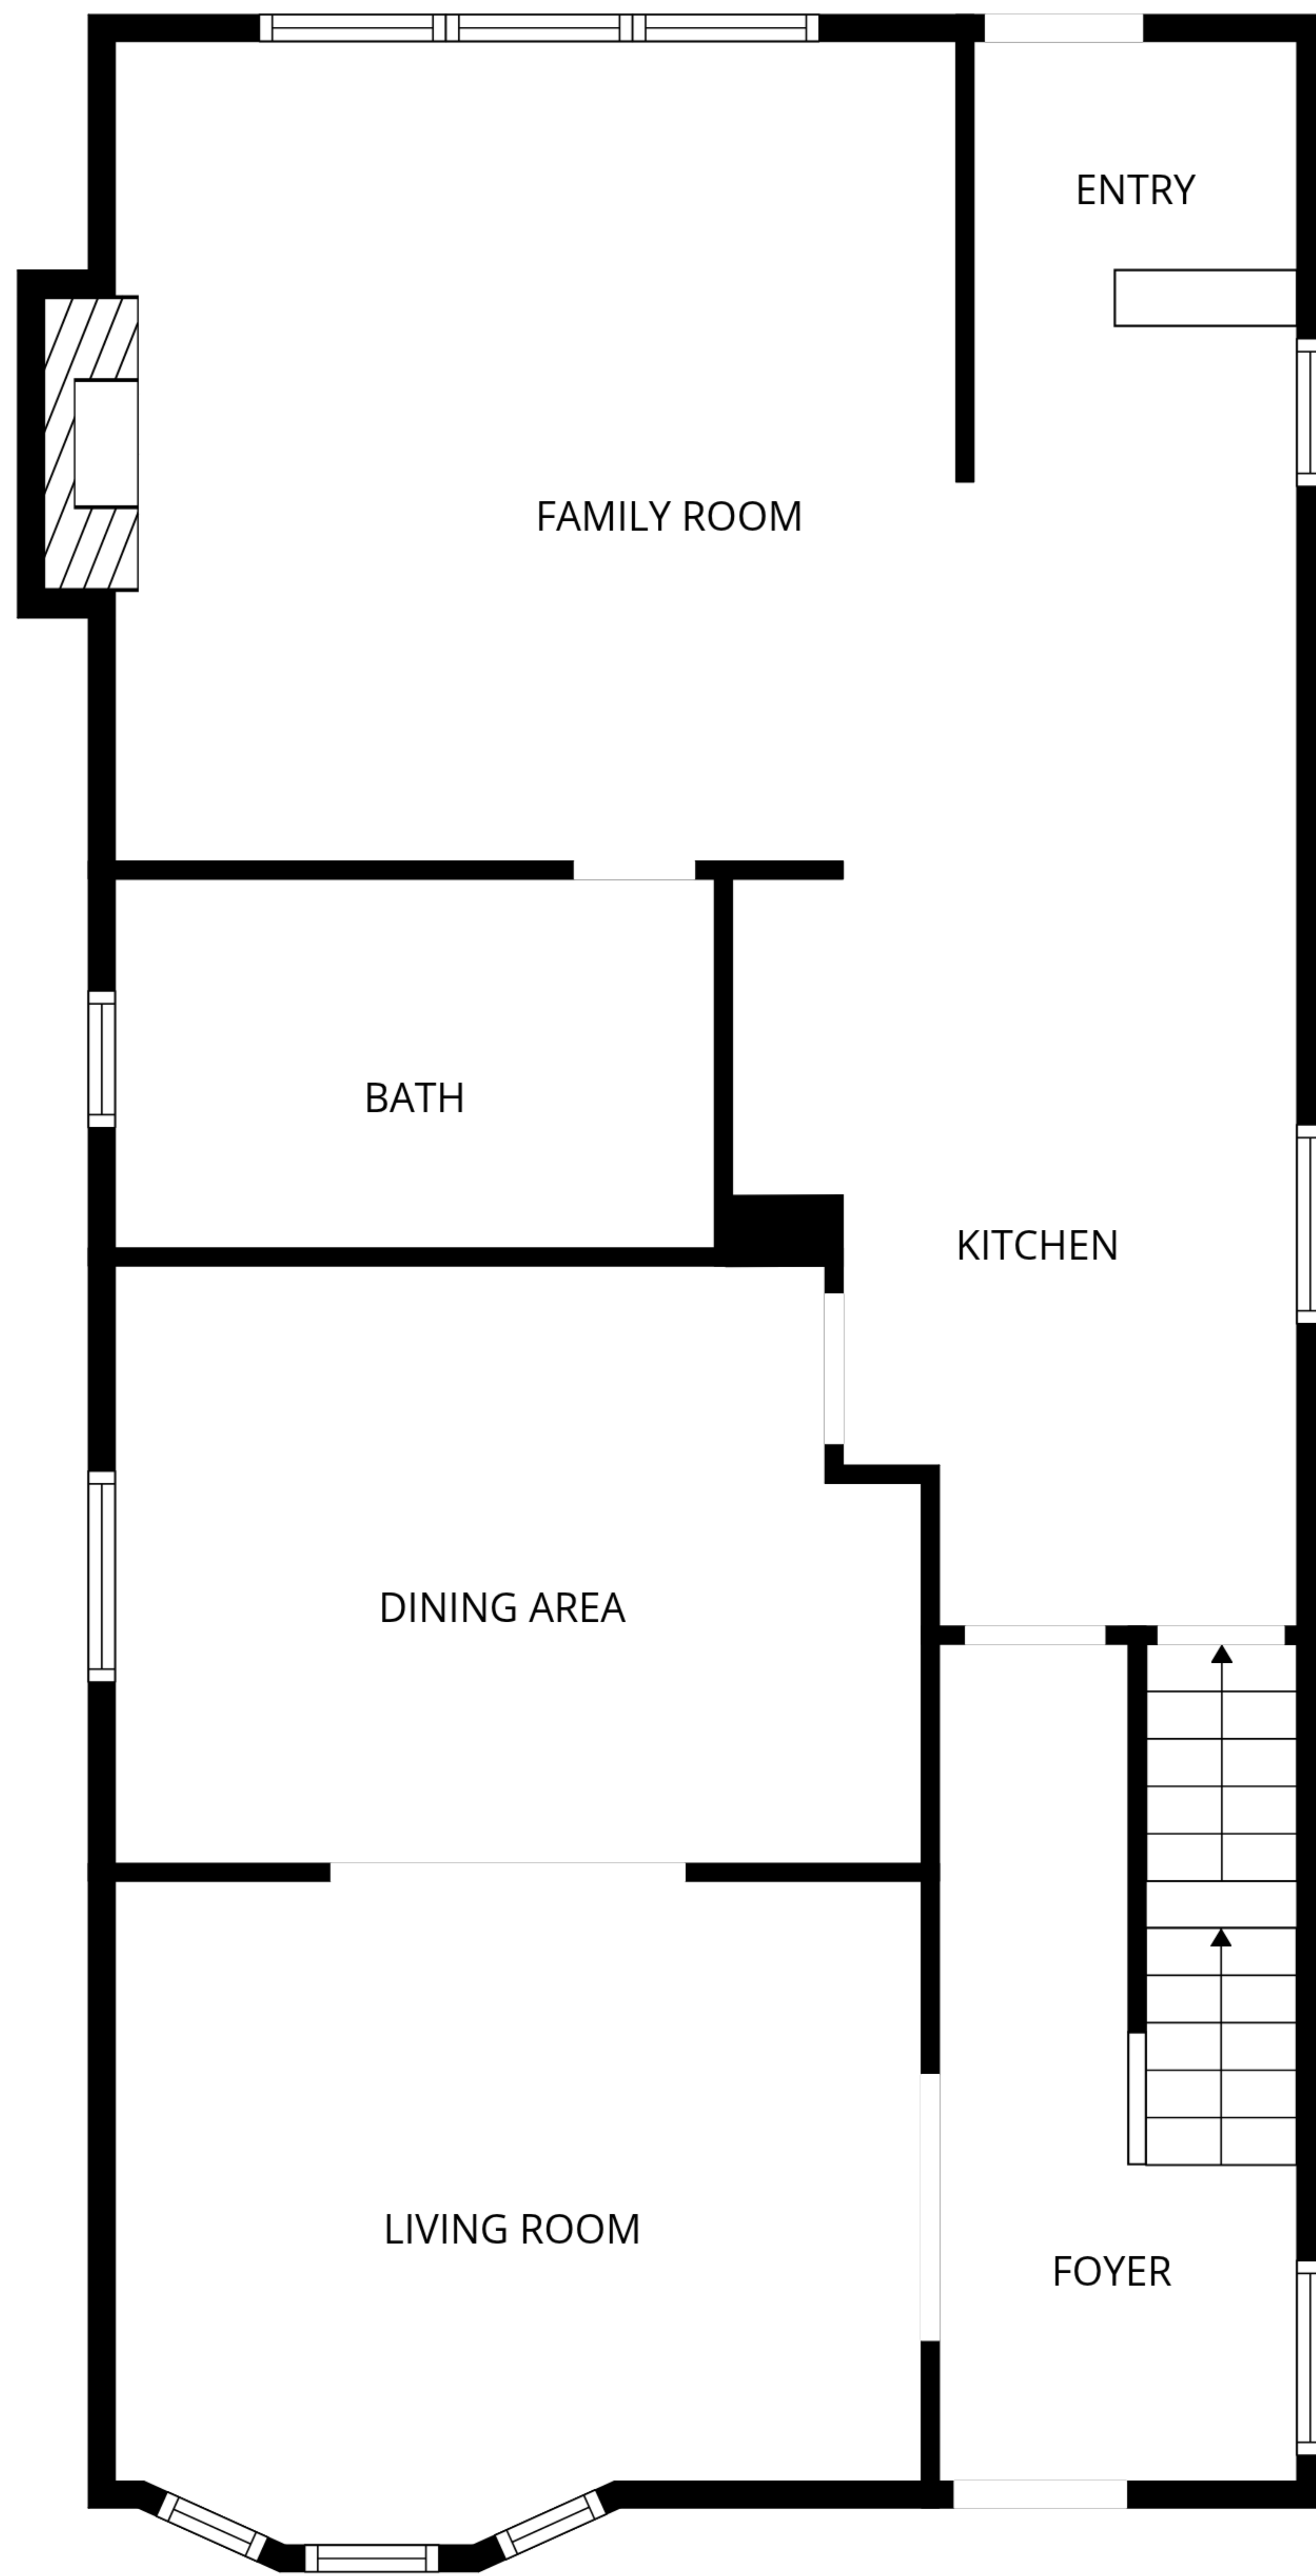 ENTRY
FAMILY ROOM
BATH
KITCHEN
DINING AREA
LIVING ROOM
FOYER